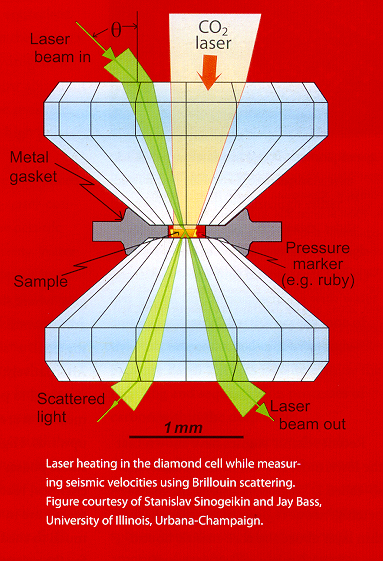 Laser
beam in
θ
CO2
laser
Metal
gasket
Sample
Pressure
marker
(e.g. ruby)
Scattered
light
Laser
beam out
1 mm
Laser heating in the diamond cell while measur-
ing seismic velocities using Brillouin scattering.
Figure courtesy of Stanislav Sinogeikin and Jay Bass,
University of Illinois, Urbana-Champaign.